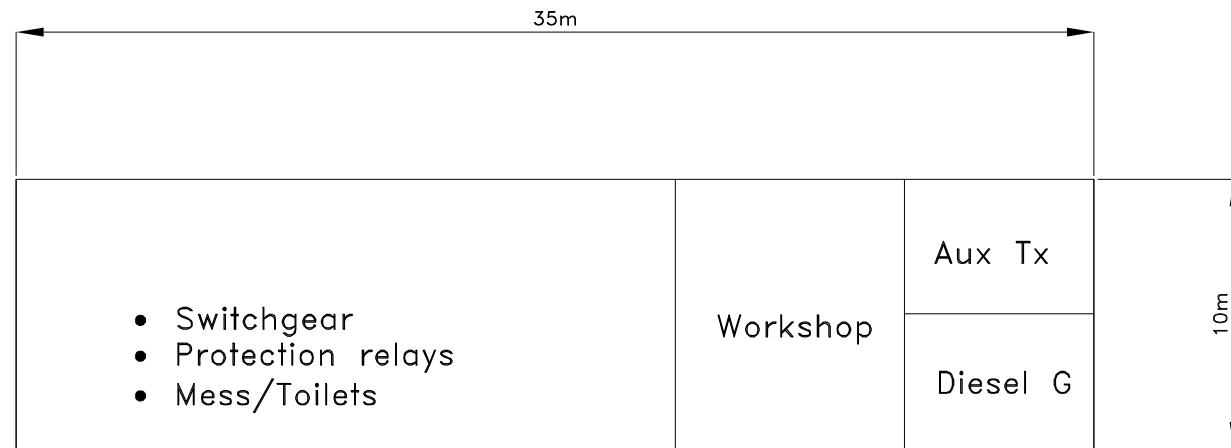 35m
Aux Tx
10m
• Switchgear
Workshop
• Protection relays
Diesel G
• Mess/Toilets